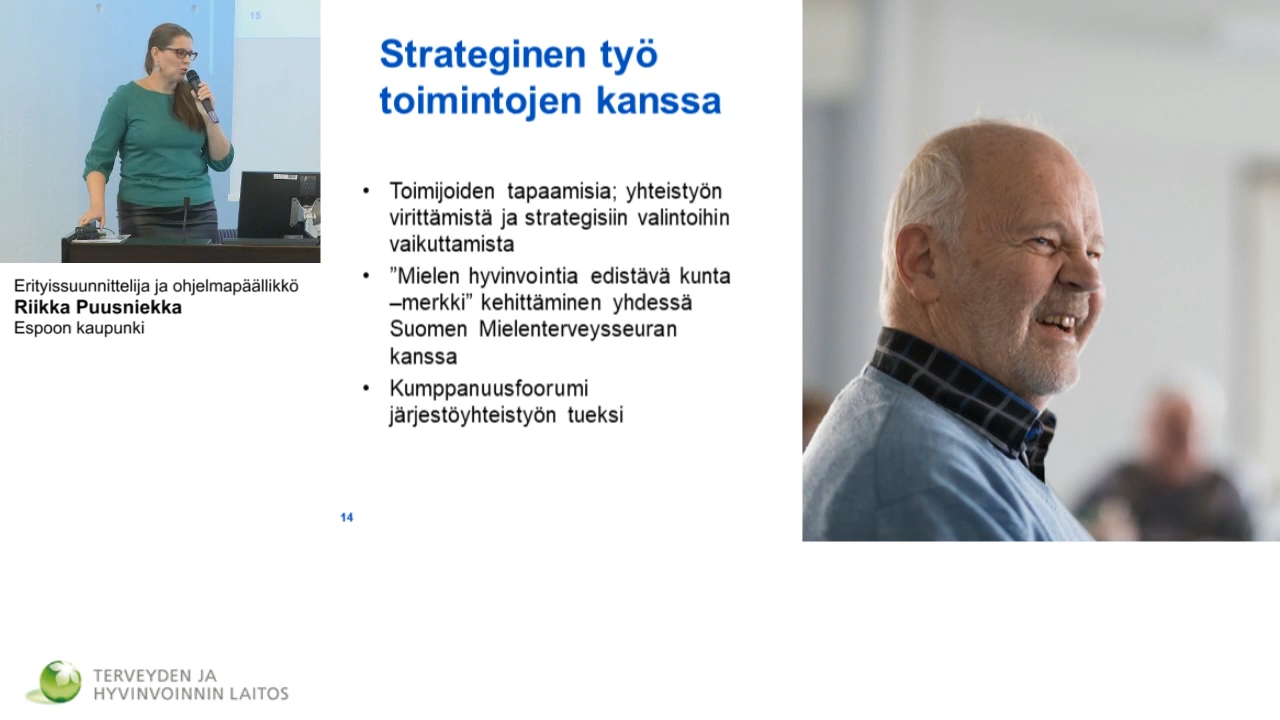 15
Strateginen työ
toimintojen kanssa
• Toimijoiden tapaamisia; yhteistyön
virittämistä ja strategisiin valintoihin
vaikuttamista
• ”Mielen hyvinvointia edistävä kunta
–merkki” kehittäminen yhdessä
Suomen Mielenterveysseuran
kanssa
• Kumppanuusfoorumi
järjestöyhteistyön tueksi
14
Erityissuunnittelija ja ohjelmapäällikkö
Riikka Puusniekka
Espoon kaupunki
TERVEYDEN JA
HYVINVOINNIN LAITOS